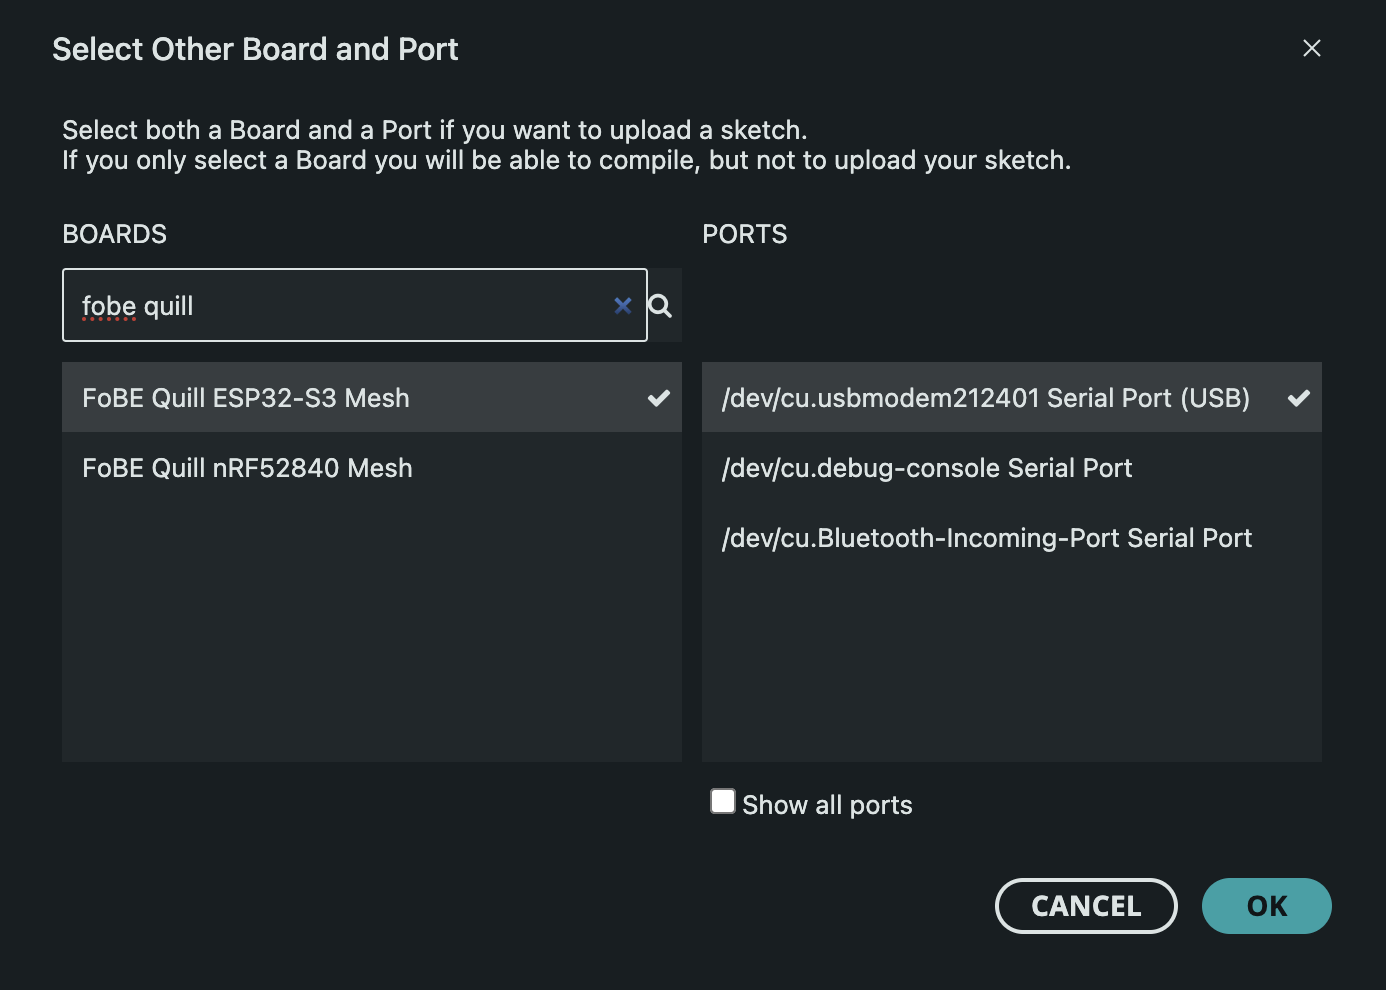 Select Other Board and Port
Select both a Board and a Port if you want to upload a sketch.
If you only select a Board you will be able to compile, but not to upload your sketch.
BOARDS
fobe quill
FoBE Quill ESP32-S3 Mesh
FoBE Quill nRF52840 Mesh
PORTS
/dev/cu.usbmodem212401 Serial Port (USB)
/dev/cu.debug-console Serial Port
/dev/cu.Bluetooth-Incoming-Port Serial Port
Show all ports
CANCEL
OK